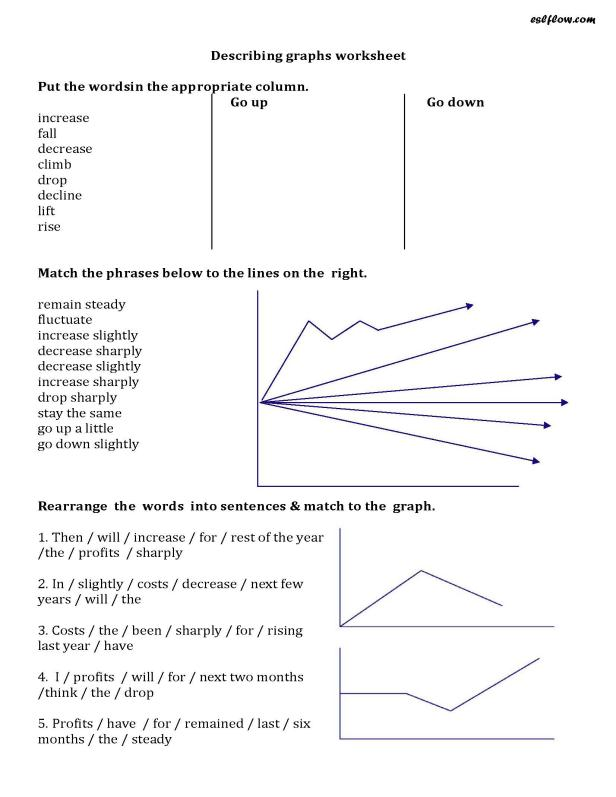 eslflow.com
Describing graphs worksheet
Put the wordsin the appropriate column.
Go up
Go down
increase
fall
decrease
climb
drop
decline
lift
rise
Match the phrases below to the lines on the right.
remain steady
fluctuate
increase slightly
decrease sharply
decrease slightly
increase sharply
drop sharply
stay the same
go up a little
go down slightly
Rearrange the words into sentences & match to the graph.
1. Then / will / increase / for / rest of the year
/the / profits / sharply
2. In / slightly / costs / decrease / next few
years / will / the
3. Costs / the / been / sharply / for / rising
last year / have
4. I / profits / will / for / next two months
/think / the / drop
5. Profits / have / for / remained / last / six
months / the / steady